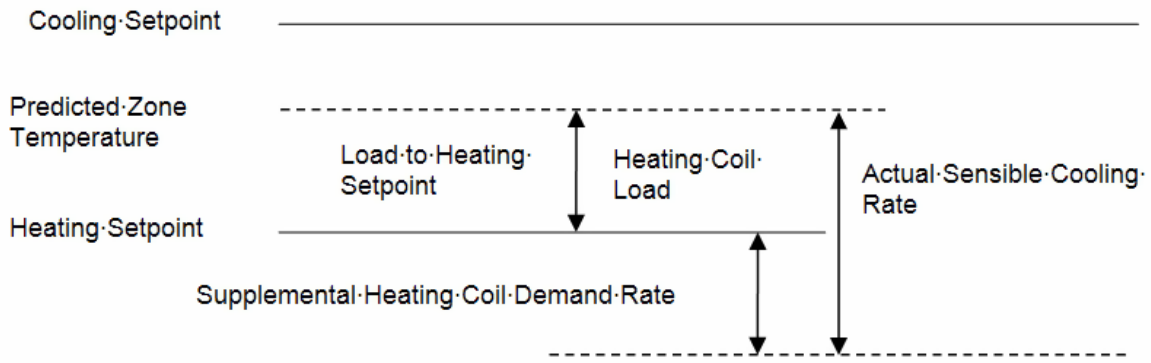 Cooling·Setpoint
Predicted·Zone
Temperature
Load·to·Heating·
Setpoint
Heating·Coil·
Load
Actual·Sensible·Cooling·
Rate
Heating·Setpoint
Supplemental·Heating·Coil·Demand·Rate